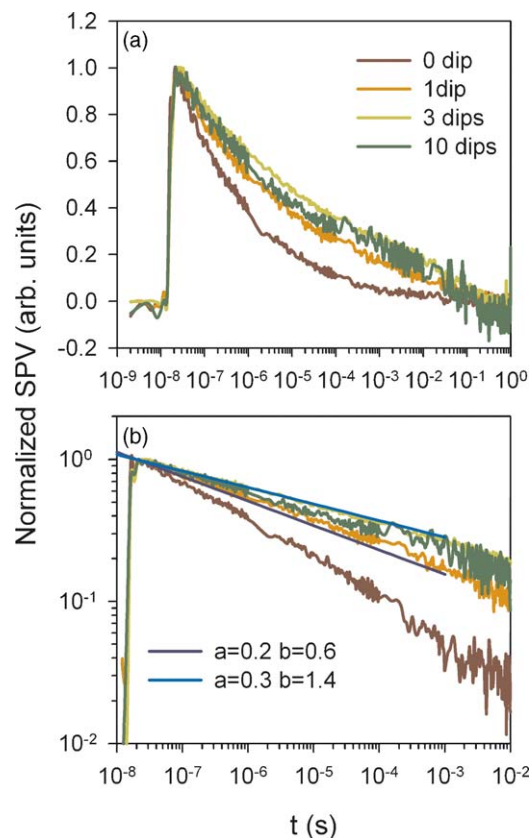 Normalized SPV (arb. units)
(a)
1.2
1.0
0.8
0.6
0.4
0.2
0.0
-0.2
0 dip
1dip
3 dips
10 dips
10⁻⁹ 10⁻⁸ 10⁻⁷ 10⁻⁶ 10⁻⁵ 10⁻⁴ 10⁻³ 10⁻² 10⁻¹ 10⁰
(b)
10⁰
10⁻¹
10⁻²
a=0.2 b=0.6
a=0.3 b=1.4
10⁻⁸ 10⁻⁷ 10⁻⁶ 10⁻⁵ 10⁻⁴ 10⁻³ 10⁻²
t (s)